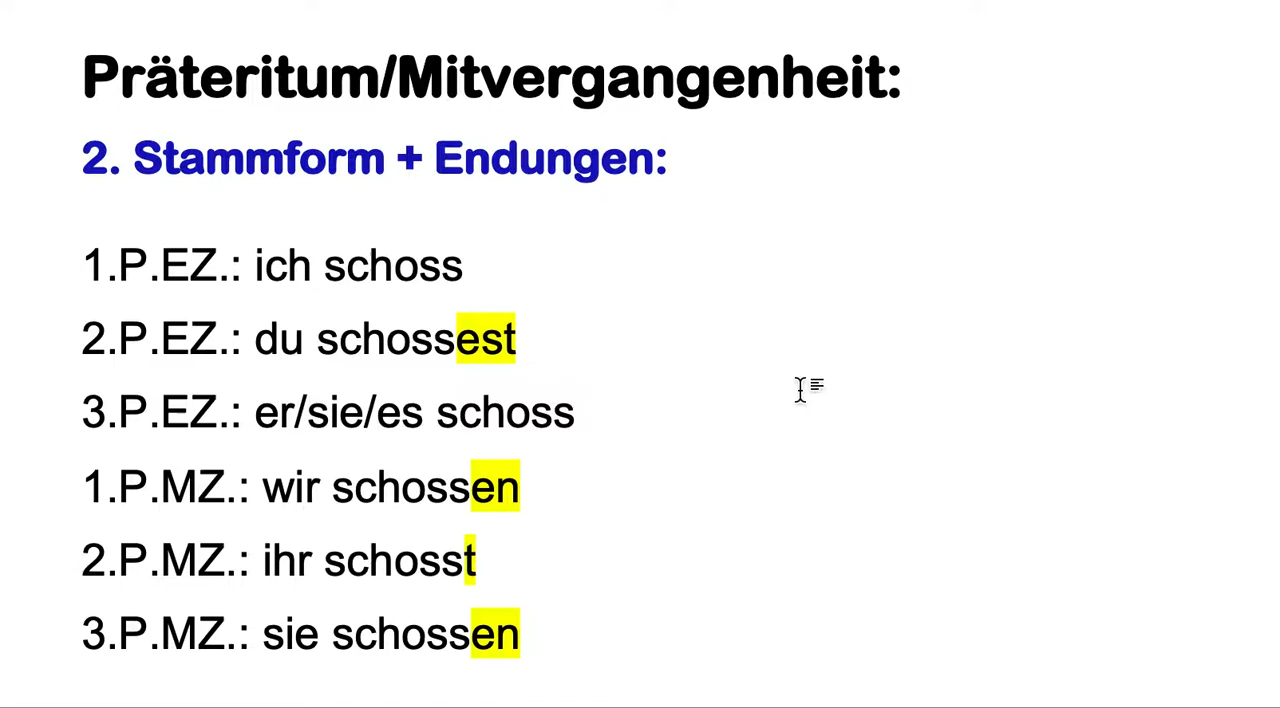 Präteritum/Mitvergangenheit:
2. Stammform + Endungen:
1.P.EZ.: ich schoss
2.P.EZ.: du schossest
3.P.EZ.: er/sie/es schoss
1.P.MZ.: wir schossen
2.P.MZ.: ihr schosst
3.P.MZ.: sie schossen